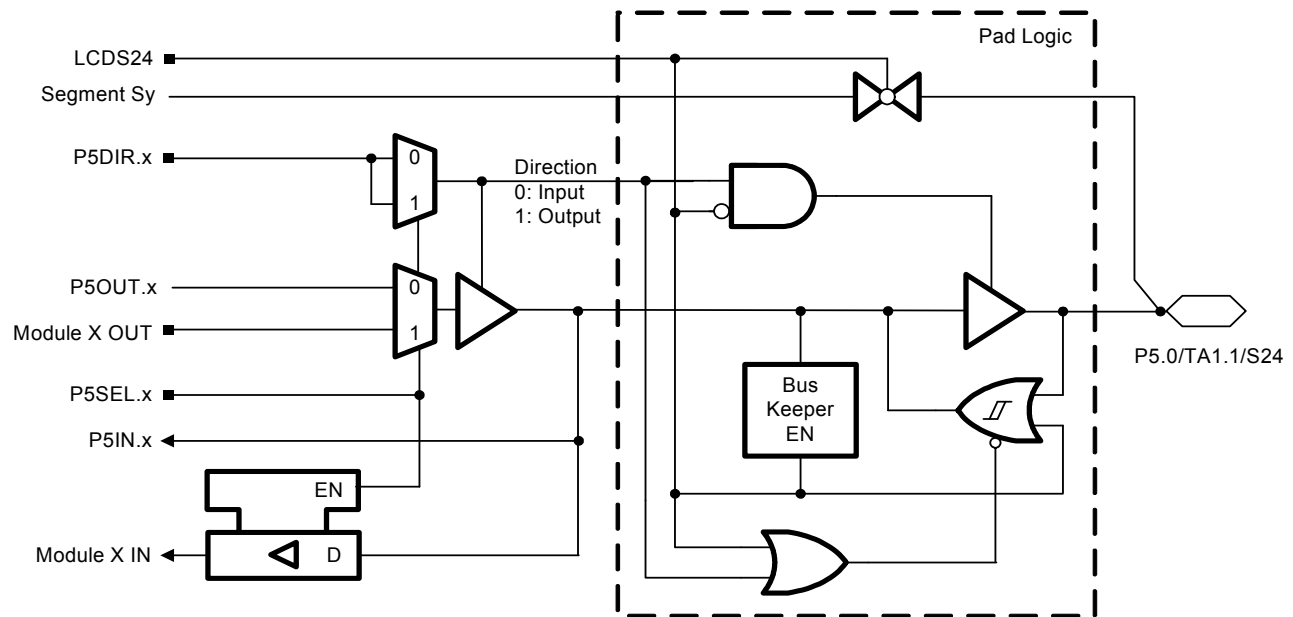 Pad Logic
LCDS24
Segment Sy
P5DIR.x
0
1
Direction
0: Input
1: Output
P5OUT.x
0
Module X OUT
1
P5.0/TA1.1/S24
P5SEL.x
Bus
Keeper
EN
P5IN.x
EN
Module X IN
D